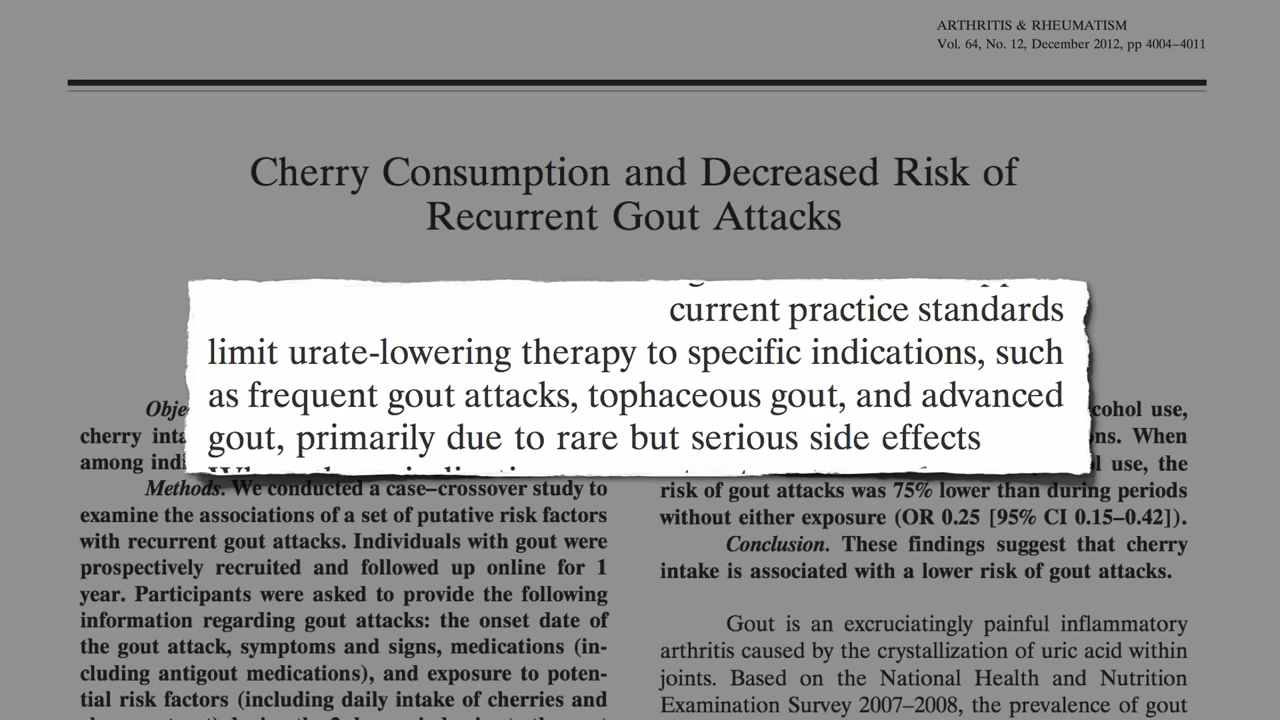 ARTHRITIS & RHEUMATISM
Vol. 64, No. 12, December 2012, pp 4004–4011
Cherry Consumption and Decreased Risk of
Recurrent Gout Attacks
current practice standards
limit urate-lowering therapy to specific indications, such
as frequent gout attacks, tophaceous gout, and advanced
gout, primarily due to rare but serious side effects
cherry
among
Methods. We conducted a case–crossover study to
examine the associations of a set of putative risk factors
with recurrent gout attacks. Individuals with gout were
prospectively recruited and followed up online for 1
year. Participants were asked to provide the following
information regarding gout attacks: the onset date of
the gout attack, symptoms and signs, medications (in-
cluding antigout medications), and exposure to poten-
tial risk factors (including daily intake of cherries and
use,
When
use, the
risk of gout attacks was 75% lower than during periods
without either exposure (OR 0.25 [95% CI 0.15–0.42]).
Conclusion. These findings suggest that cherry
intake is associated with a lower risk of gout attacks.
Gout is an excruciatingly painful inflammatory
arthritis caused by the crystallization of uric acid within
joints. Based on the National Health and Nutrition
Examination Survey 2007–2008, the prevalence of gout